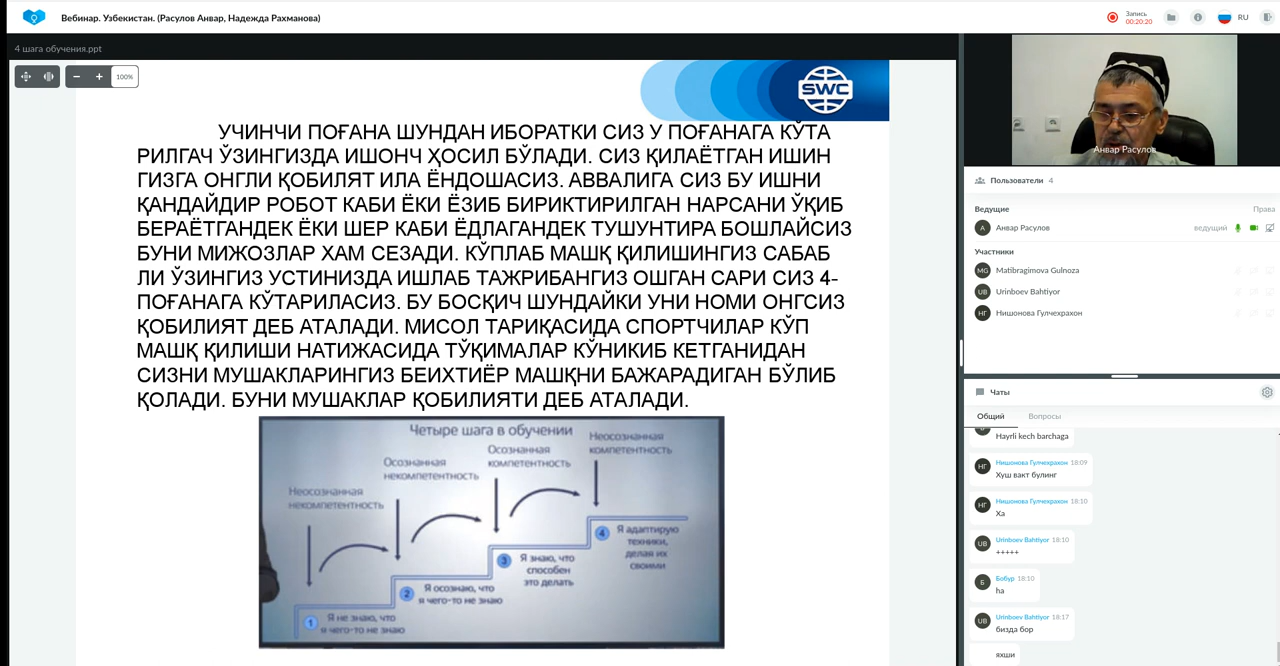 Вебинар. Узбекистан. (Расулов Анвар, Надежда Рахманова)
Запись
00:20:20
RU
4 шага обучения.ppt
100%
SWC
УЧИНЧИ ПОҒАНА ШУНДАН ИБОРАТКИ СИЗ У ПОҒАНАГА КЎТА
РИЛГАЧ ЎЗИНГИЗДА ИШОНЧ ҲОСИЛ БЎЛАДИ. СИЗ ҚИЛАЁТГАН ИШИН
ГИЗГА ОНГЛИ ҚОБИЛЯТ ИЛА ЁНДОШАСИЗ. АВВАЛИГА СИЗ БУ ИШНИ
ҚАНДАЙДИР РОБОТ КАБИ ЁКИ ЁЗИБ БИРИКТИРИЛГАН НАРСАНИ ЎҚИБ
БЕРАЁТГАНДЕК ЁКИ ШЕР КАБИ ЁДЛАГАНДЕК ТУШУНТИРА БОШЛАЙСИЗ
БУНИ МИЖОЗЛАР ХАМ СЕЗАДИ. КЎПЛАБ МАШҚ ҚИЛИШИНГИЗ САБАБ
ЛИ ЎЗИНГИЗ УСТИНИЗДА ИШЛАБ ТАЖРИБАНГИЗ ОШГАН САРИ СИЗ 4-
ПОҒАНАГА КЎТАРИЛАСИЗ. БУ БОСҚИЧ ШУНДАЙКИ УНИ НОМИ ОНГСИЗ
ҚОБИЛИЯТ ДЕБ АТАЛАДИ. МИСОЛ ТАРИҚАСИДА СПОРТЧИЛАР КЎП
МАШҚ ҚИЛИШИ НАТИЖАСИДА ТЎҚИМАЛАР КЎНИКИБ КЕТГАНИДАН
СИЗНИ МУШАКЛАРИНГИЗ БЕИХТИЁР МАШҚНИ БАЖАРАДИГАН БЎЛИБ
ҚОЛАДИ. БУНИ МУШАКЛАР ҚОБИЛИЯТИ ДЕБ АТАЛАДИ.
Четыре шага в обучении
Неосознанная
некомпетентность
Осознанная
некомпетентность
Осознанная
компетентность
Неосознанная
компетентность
1 Я не знаю, что
я чего-то не знаю
2 Я осознаю, что
я чего-то не знаю
3 Я знаю, что
способен
это делать
4 Я адаптирую
техники,
делая их
своими
Анвар Расулов
Пользователи 4
Ведущие Права
А Анвар Расулов ведущий
Участники
MG Matibragimova Gulnoza
UB Urinboev Bahtiyor
НГ Нишонова Гулчехрахон
Чаты
Общий Вопросы
Hayrli kech barchaga
НГ Нишонова Гулчехрахон 18:09
Хуш вакт булинг
НГ Нишонова Гулчехрахон 18:10
Ха
UB Urinboev Bahtiyor 18:10
+++++
Б Бобур 18:10
ha
UB Urinboev Bahtiyor 18:17
бизда бор
яхши